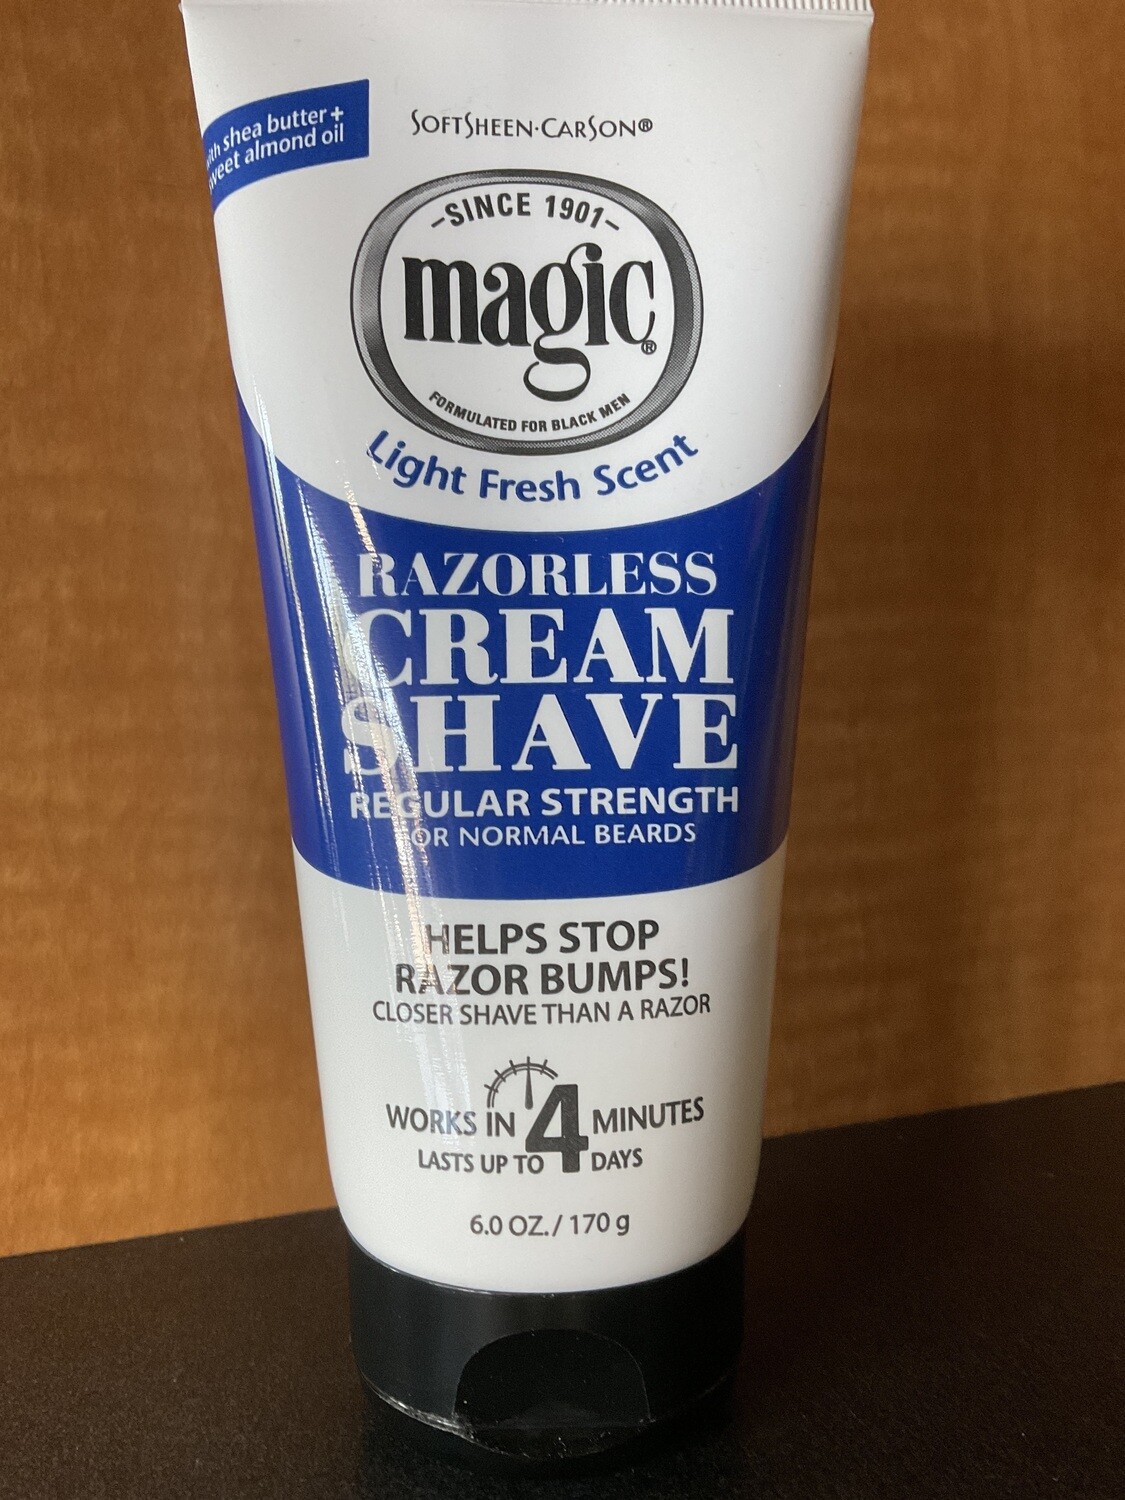 with shea butter +
sweet almond oil
SOFTSHEEN·CARSON®
-SINCE 1901-
magic®
FORMULATED FOR BLACK MEN
Light Fresh Scent
RAZORLESS
CREAM
SHAVE
REGULAR STRENGTH
FOR NORMAL BEARDS
HELPS STOP
RAZOR BUMPS!
CLOSER SHAVE THAN A RAZOR
WORKS IN 4 MINUTES
LASTS UP TO 4 DAYS
6.0 OZ./ 170 g